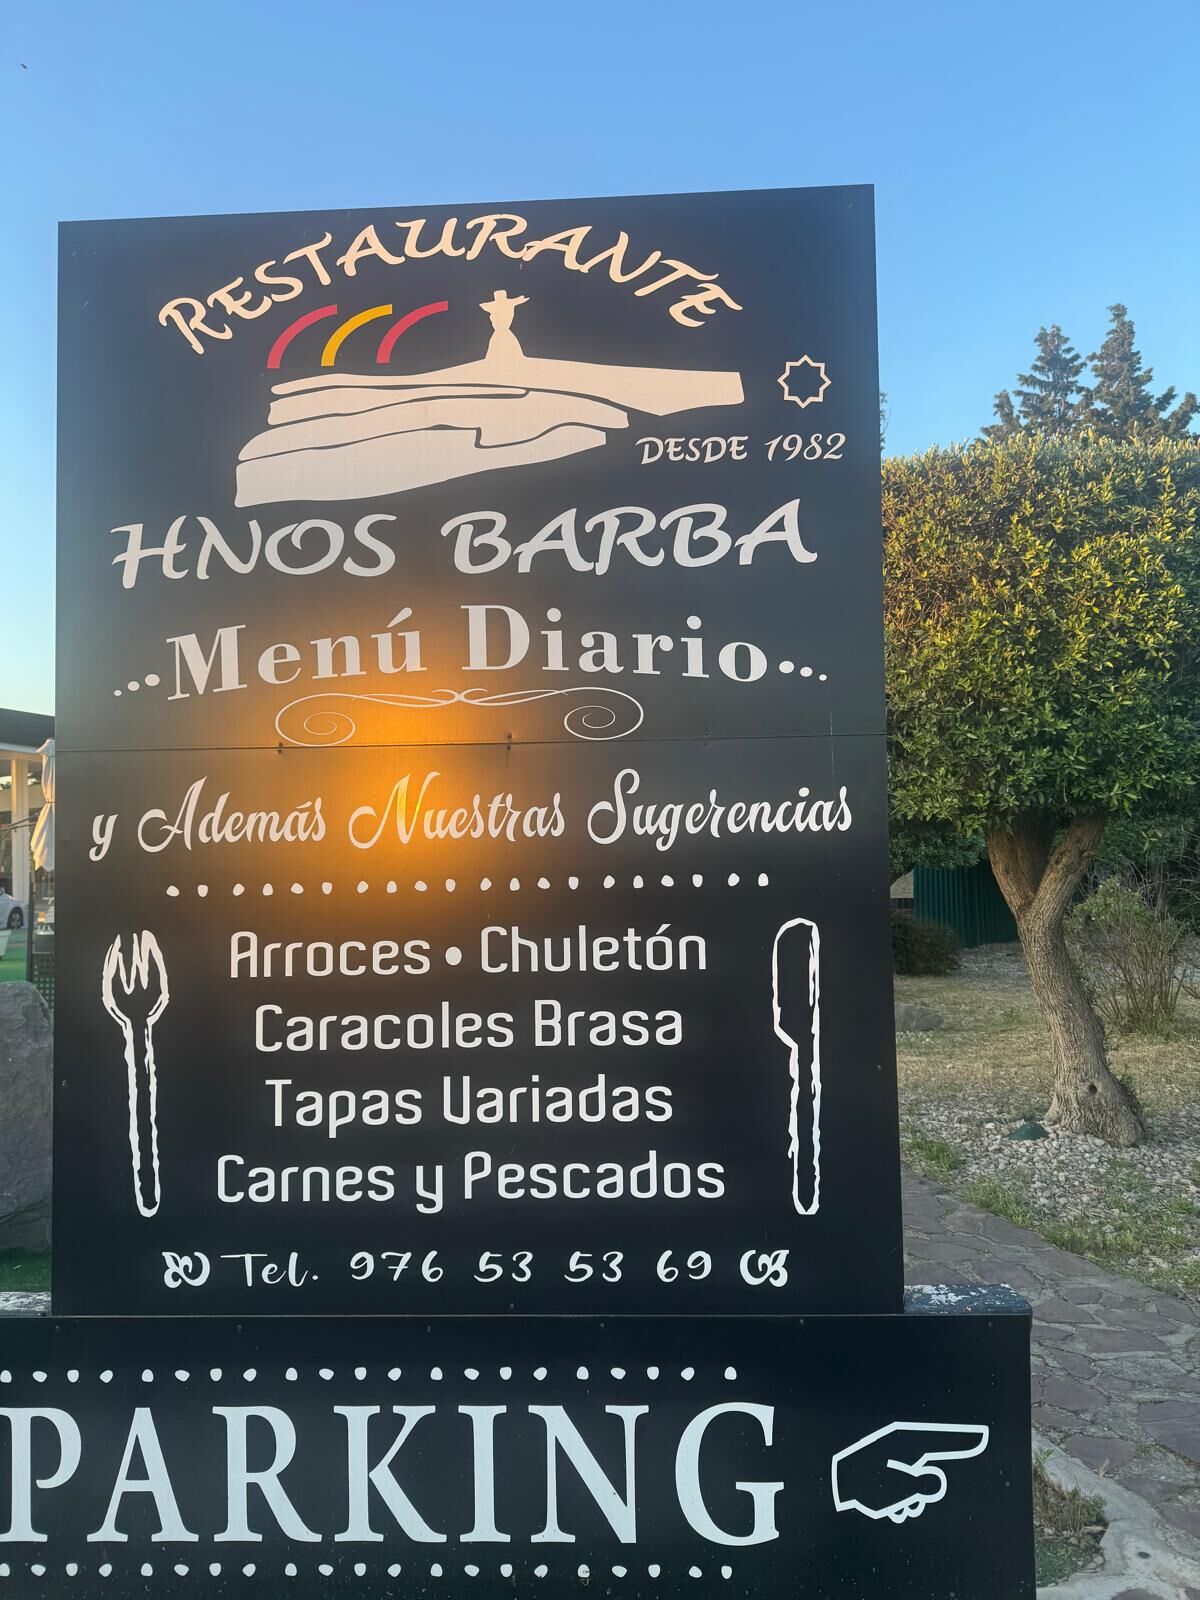 RESTAURANTE
DESDE 1982
HNOS BARBA
...Menú Diario...
y Además Nuestras Sugerencias
Arroces • Chuletón
Caracoles Brasa
Tapas Variadas
Carnes y Pescados
Tel. 976 53 53 69
PARKING